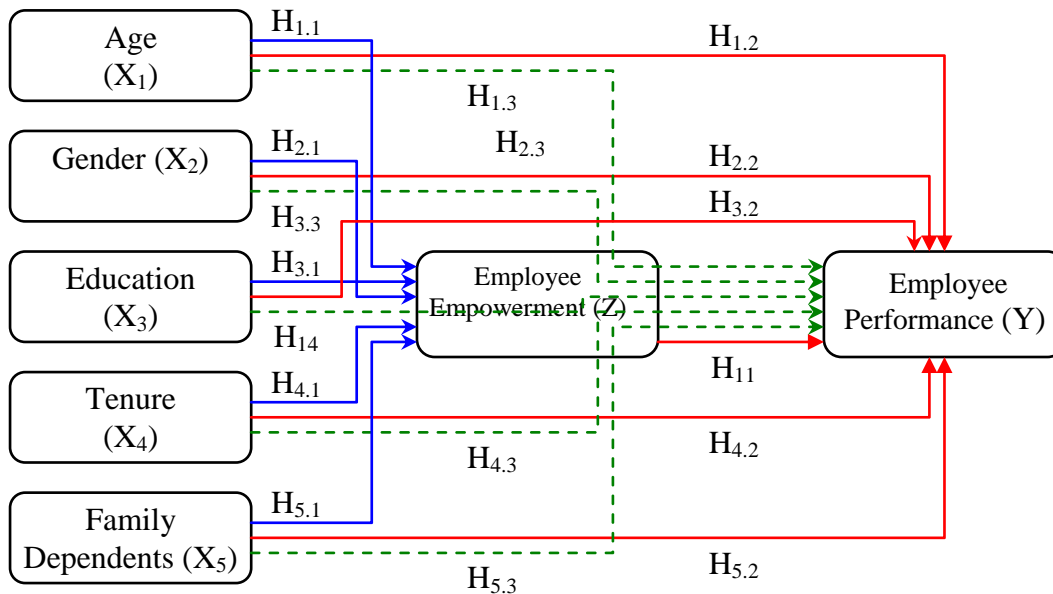 Age
(X₁)
H₁.₁
H₁.₂
H₁.₃
Gender (X₂)
H₂.₁
H₂.₃
H₂.₂
H₃.₃
H₃.₂
Education
(X₃)
H₃.₁
H₁₄
Employee
Empowerment (Z)
Employee
Performance (Y)
H₁₁
Tenure
(X₄)
H₄.₁
H₄.₃
H₄.₂
Family
Dependents (X₅)
H₅.₁
H₅.₃
H₅.₂